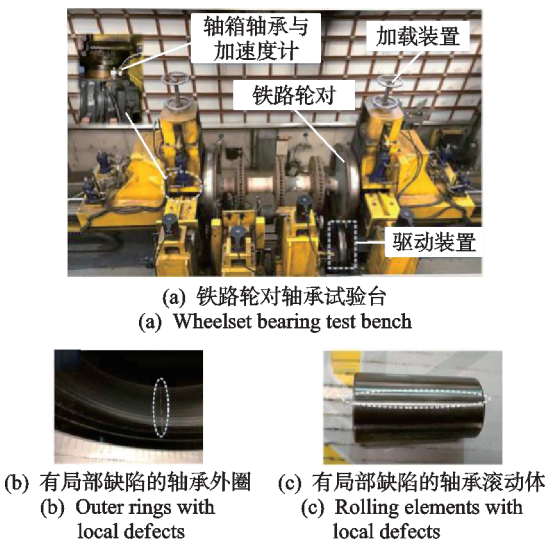 轴箱轴承与
加速度计
加载装置
铁路轮对
驱动装置
(a) 铁路轮对轴承试验台
(a) Wheelset bearing test bench
(b) 有局部缺陷的轴承外圈
(b) Outer rings with
local defects
(c) 有局部缺陷的轴承滚动体
(c) Rolling elements with
local defects